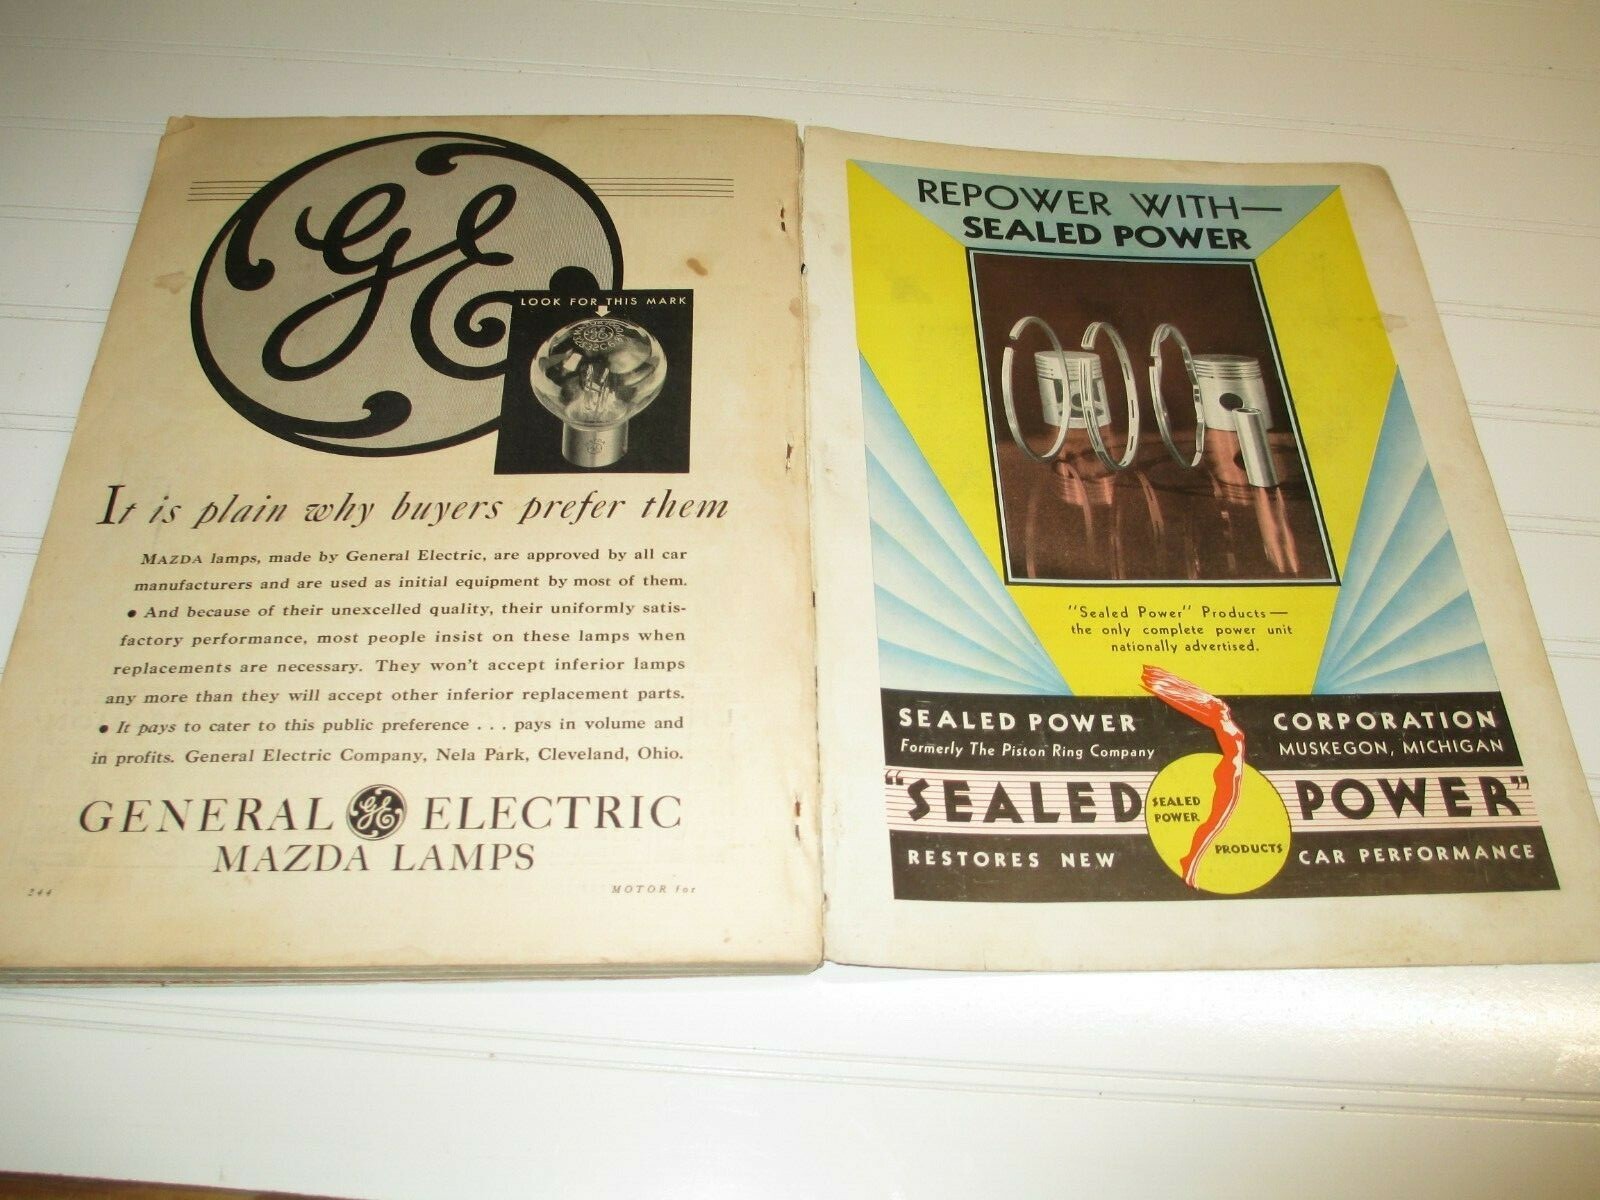 GE
LOOK FOR THIS MARK
It is plain why buyers prefer them
MAZDA lamps, made by General Electric, are approved by all car
manufacturers and are used as initial equipment by most of them.
• And because of their unexcelled quality, their uniformly satis-
factory performance, most people insist on these lamps when
replacements are necessary. They won't accept inferior lamps
any more than they will accept other inferior replacement parts.
• It pays to cater to this public preference . . . pays in volume and
in profits. General Electric Company, Nela Park, Cleveland, Ohio.
GENERAL GE ELECTRIC
MAZDA LAMPS
244
MOTOR for
REPOWER WITH—
SEALED POWER
"Sealed Power" Products—
the only complete power unit
nationally advertised.
SEALED POWER CORPORATION
Formerly The Piston Ring Company MUSKEGON, MICHIGAN
"SEALED POWER"
SEALED
POWER
PRODUCTS
RESTORES NEW CAR PERFORMANCE